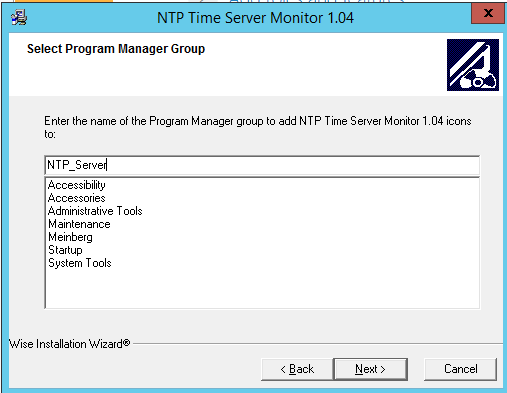 NTP Time Server Monitor 1.04
x
Select Program Manager Group
Enter the name of the Program Manager group to add NTP Time Server Monitor 1.04 icons
to:
NTP_Server
Accessibility
Accessories
Administrative Tools
Maintenance
Meinberg
Startup
System Tools
Wise Installation Wizard®
< Back
Next >
Cancel